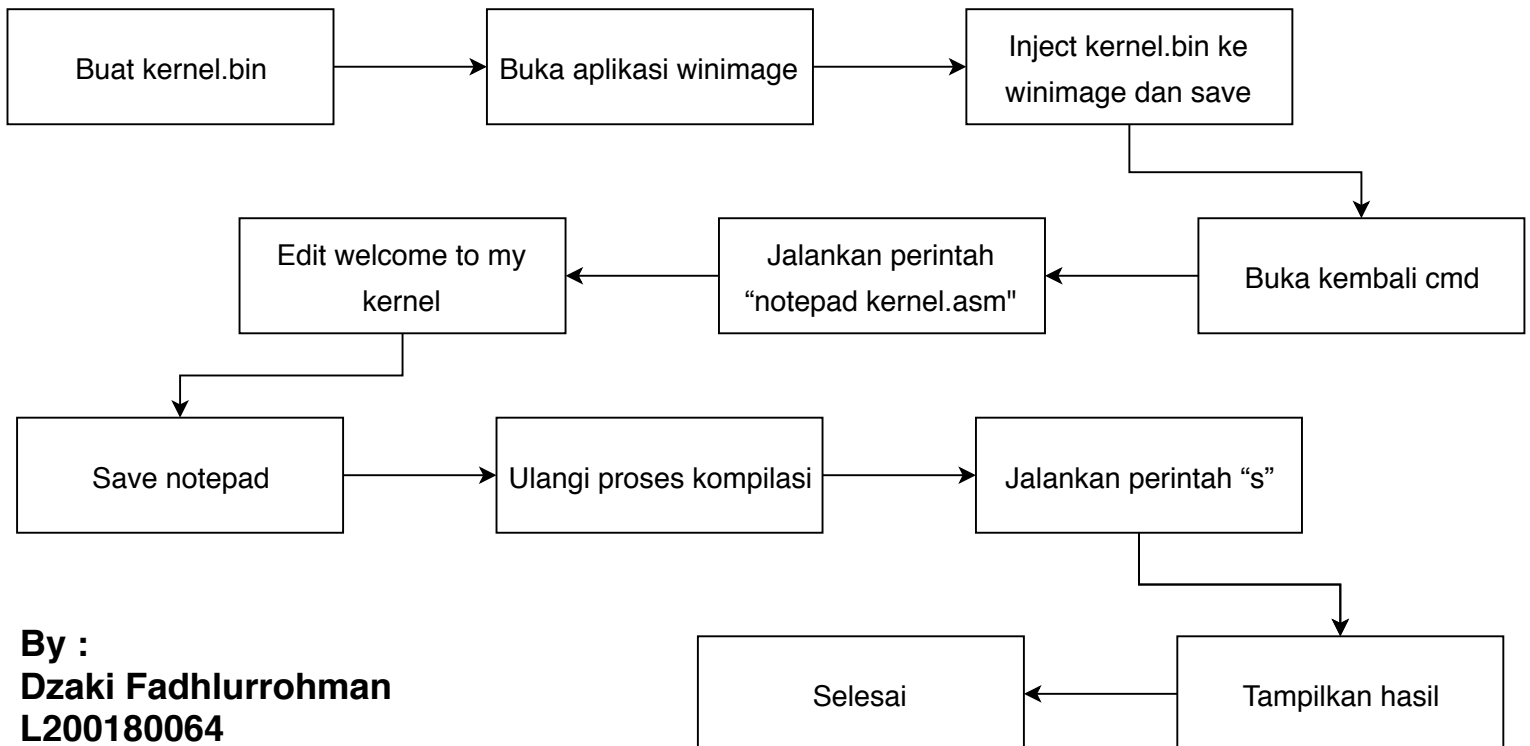 Buat kernel.bin
Buka aplikasi winimage
Inject kernel.bin ke
winimage dan save
Buka kembali cmd
Jalankan perintah
“notepad kernel.asm"
Edit welcome to my
kernel
Save notepad
Ulangi proses kompilasi
Jalankan perintah “s”
Tampilkan hasil
Selesai
By :
Dzaki Fadhlurrohman
L200180064